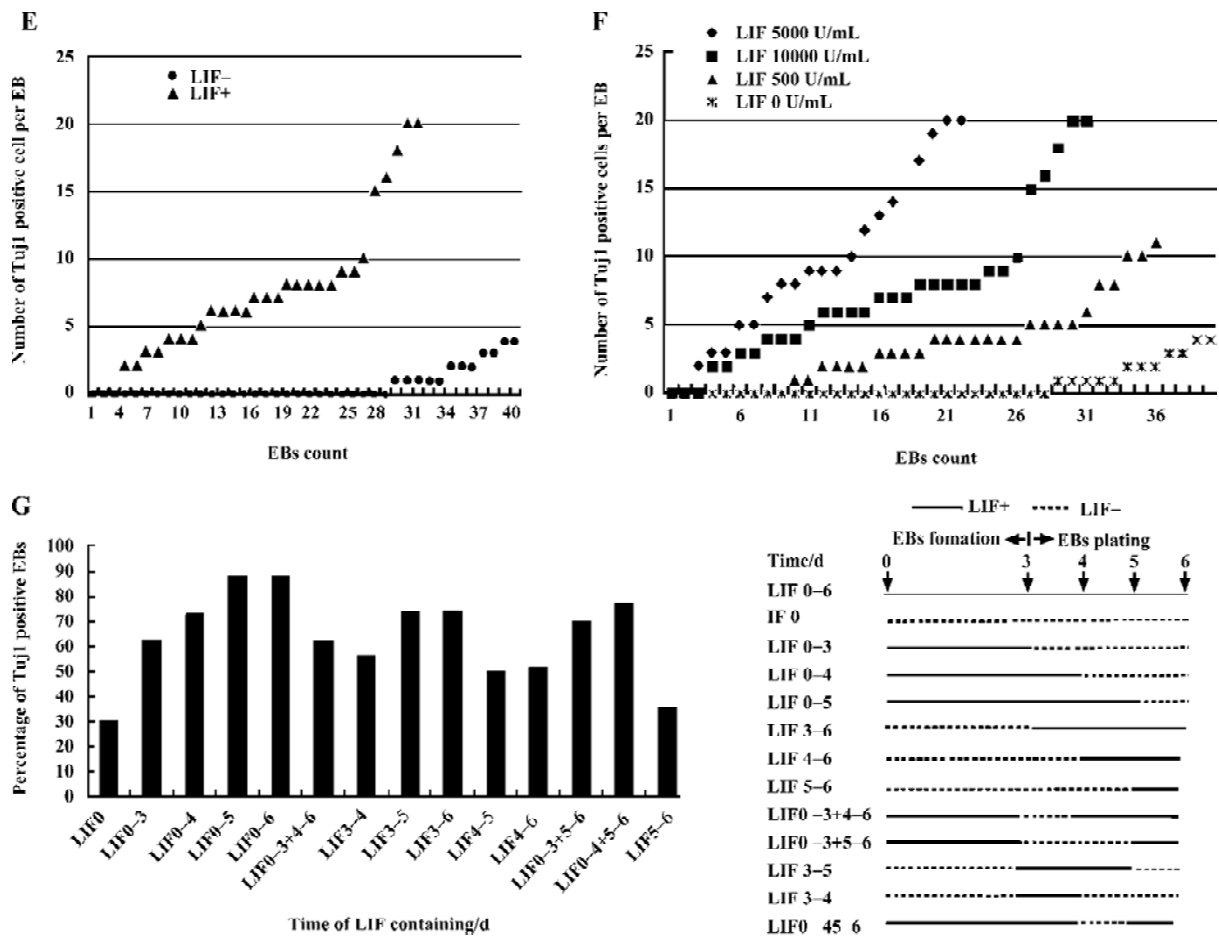 E
25
20
15
10
5
0
Number of Tuj1 positive cell per EB
LIF–
LIF+
1 4 7 10 13 16 19 22 25 28 31 34 37 40
EBs count
F
25
20
15
10
5
0
Number of Tuj1 positive cells per EB
LIF 5000 U/mL
LIF 10000 U/mL
LIF 500 U/mL
LIF 0 U/mL
1 6 11 16 21 26 31 36
EBs count
G
100
90
80
70
60
50
40
30
20
10
0
Percentage of Tuj1 positive EBs
LIF0
LIF0–3
LIF0–4
LIF0–5
LIF0–6
LIF0–3+4–6
LIF3–4
LIF3–5
LIF3–6
LIF4–5
LIF4–6
LIF0–3+5–6
LIF0–4+5–6
LIF5–6
Time of LIF containing/d
LIF+ LIF–
EBs fomation EBs plating
Time/d 0 3 4 5 6
LIF 0–6
IF 0
LIF 0–3
LIF 0–4
LIF 0–5
LIF 3–6
LIF 4–6
LIF 5–6
LIF0 –3+4–6
LIF0 –3+5–6
LIF 3–5
LIF 3–4
LIF0 45 6